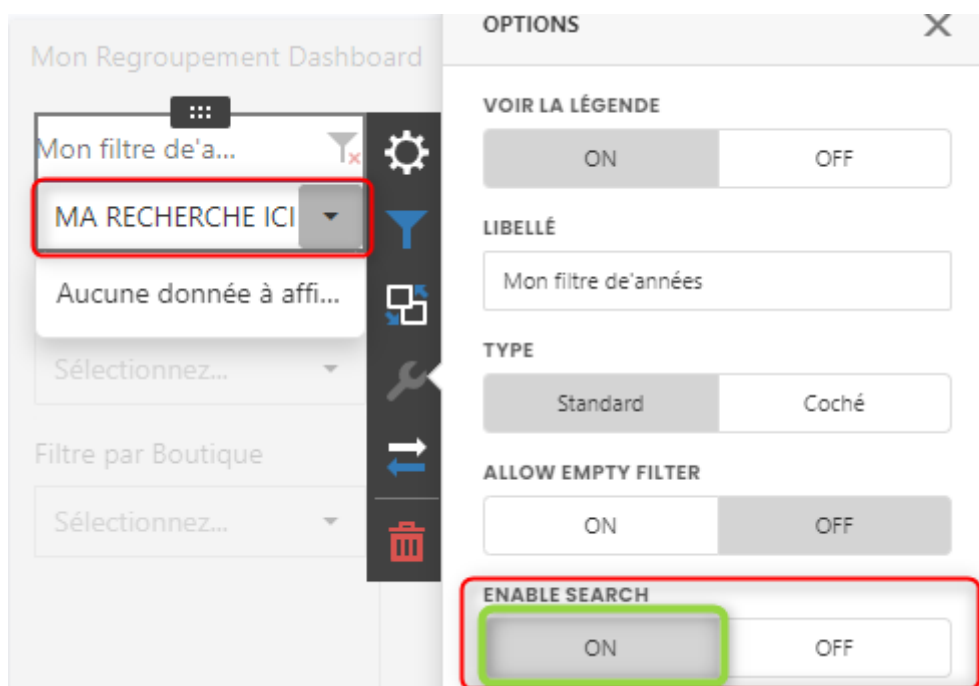 Mon Regroupement Dashboard
Mon filtre de'a...
MA RECHERCHE ICI
Aucune donnée à affi...
Sélectionnez...
Filtre par Boutique
Sélectionnez...
OPTIONS
VOIR LA LÉGENDE
ON OFF
LIBELLÉ
Mon filtre de'années
TYPE
Standard Coché
ALLOW EMPTY FILTER
ON OFF
ENABLE SEARCH
ON OFF